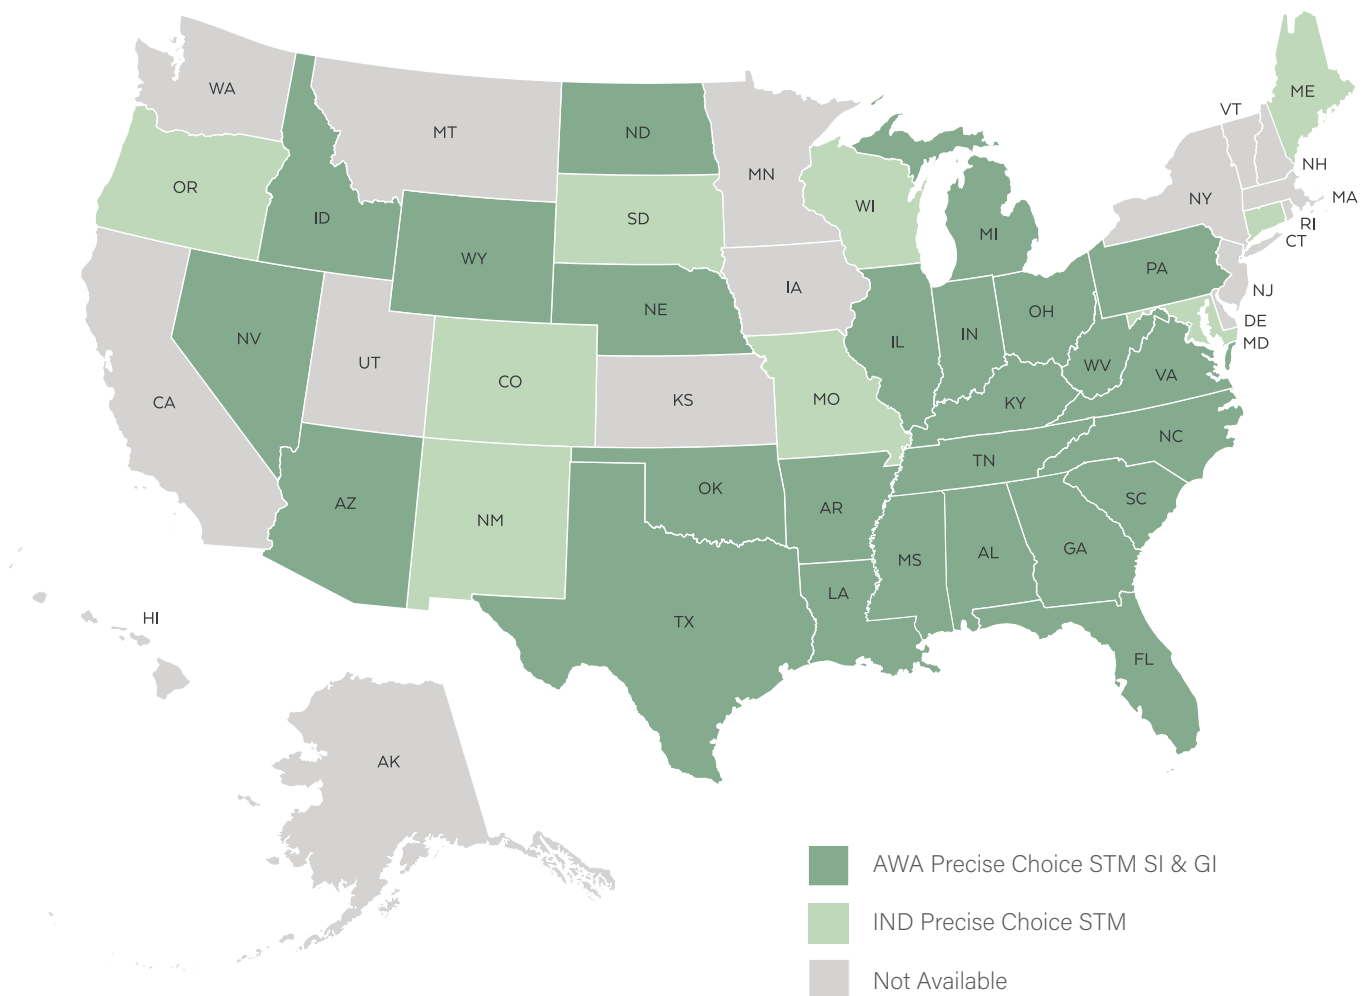 ME
VT
WA
ND
MT
MN
NH
OR
MA
NY
WI
ID
SD
RI
MI
CT
WY
PA
IA
NJ
NE
OH
DE
IN
NV
IL
MD
UT
WV
VA
CO
KS
MO
CA
KY
NC
TN
OK
AZ
SC
AR
NM
GA
AL
MS
LA
HI
TX
FL
AK
AWA Precise Choice STM SI & GI
IND Precise Choice STM
Not Available